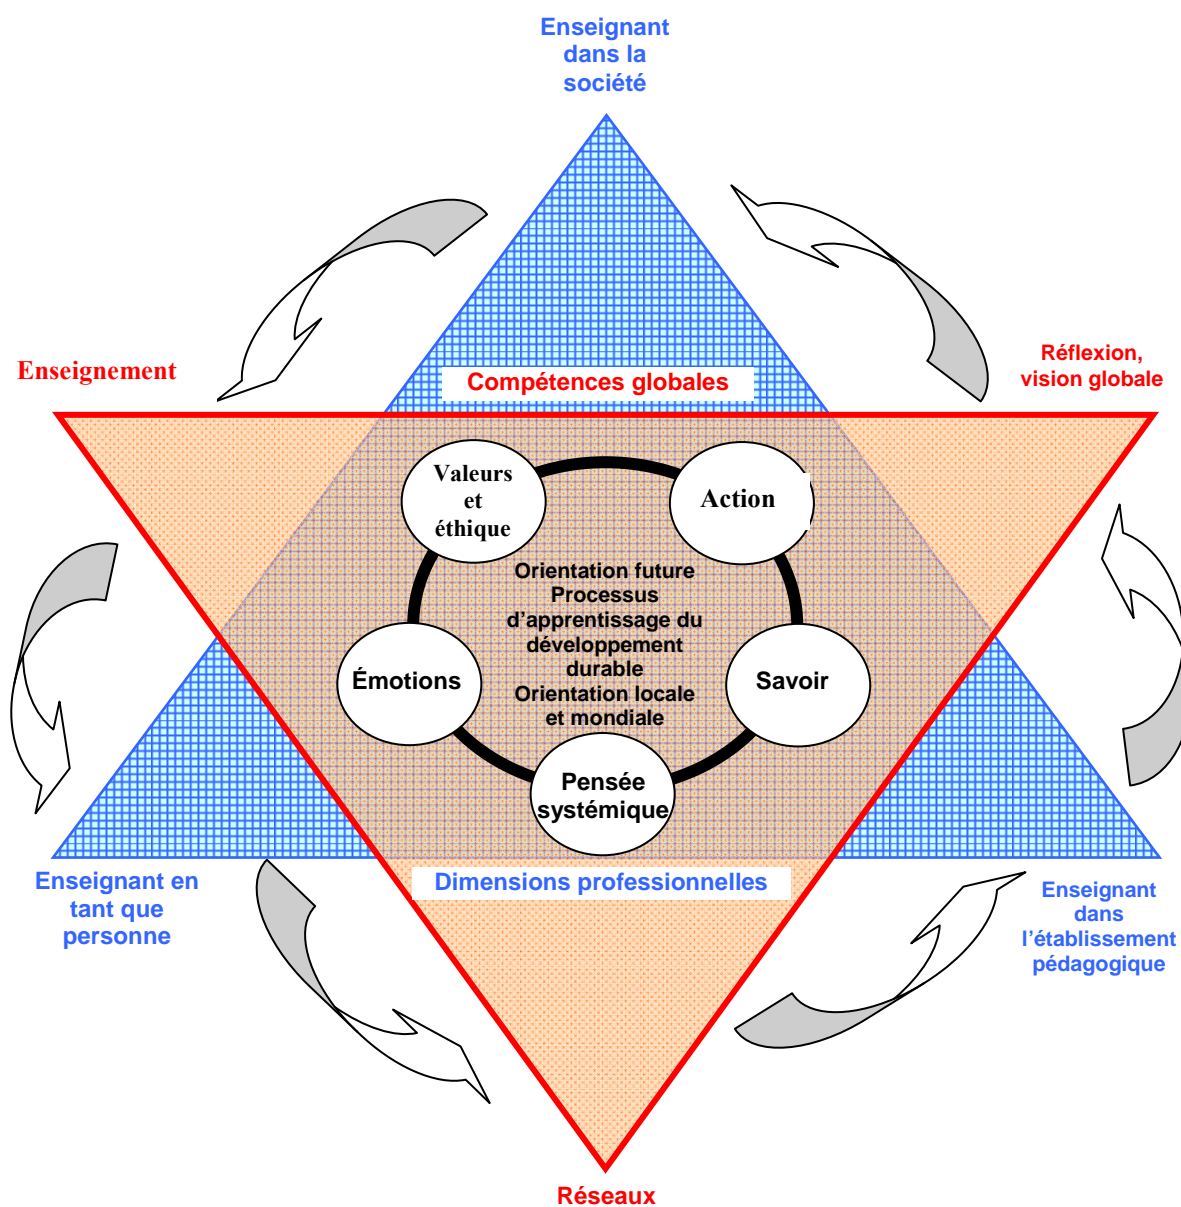 Enseignant
dans la
société
Enseignement
Réflexion,
vision globale
Compétences globales
Valeurs
et
éthique
Action
Orientation future
Processus
d’apprentissage du
développement
durable
Orientation locale
et mondiale
Émotions
Savoir
Pensée
systémique
Enseignant en
tant que
personne
Dimensions professionnelles
Enseignant
dans
l’établissement
pédagogique
Réseaux